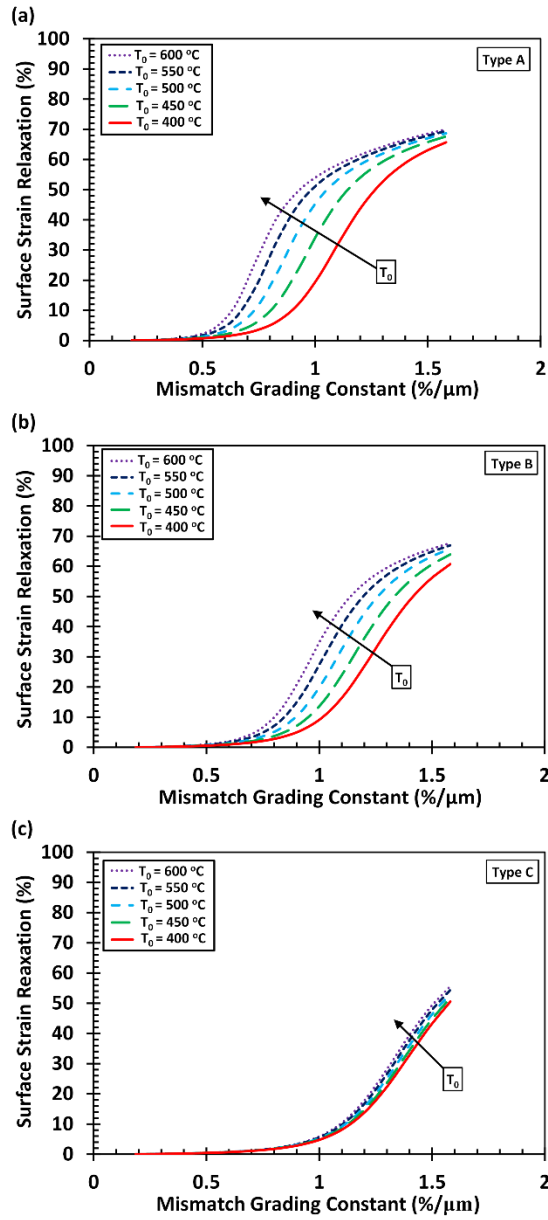 (a)
100
90
80
70
60
50
40
30
20
10
0
Surface Strain Relaxation (%)
T0 = 600 °C
T0 = 550 °C
T0 = 500 °C
T0 = 450 °C
T0 = 400 °C
Type A
T0
0 0.5 1 1.5 2
Mismatch Grading Constant (%/µm)
(b)
100
90
80
70
60
50
40
30
20
10
0
Surface Strain Relaxation (%)
T0 = 600 °C
T0 = 550 °C
T0 = 500 °C
T0 = 450 °C
T0 = 400 °C
Type B
T0
0 0.5 1 1.5 2
Mismatch Grading Constant (%/µm)
(c)
100
90
80
70
60
50
40
30
20
10
0
Surface Strain Reaxation (%)
T0 = 600 °C
T0 = 550 °C
T0 = 500 °C
T0 = 450 °C
T0 = 400 °C
Type C
T0
0 0.5 1 1.5 2
Mismatch Grading Constant (%/µm)